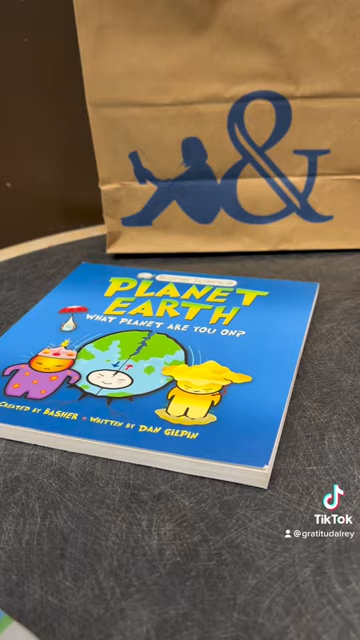 &
PLANET
EARTH
WHAT PLANET ARE YOU ON?
CREATED BY BASHER • WRITTEN BY DAN GILPIN
TikTok
@gratitudalrey